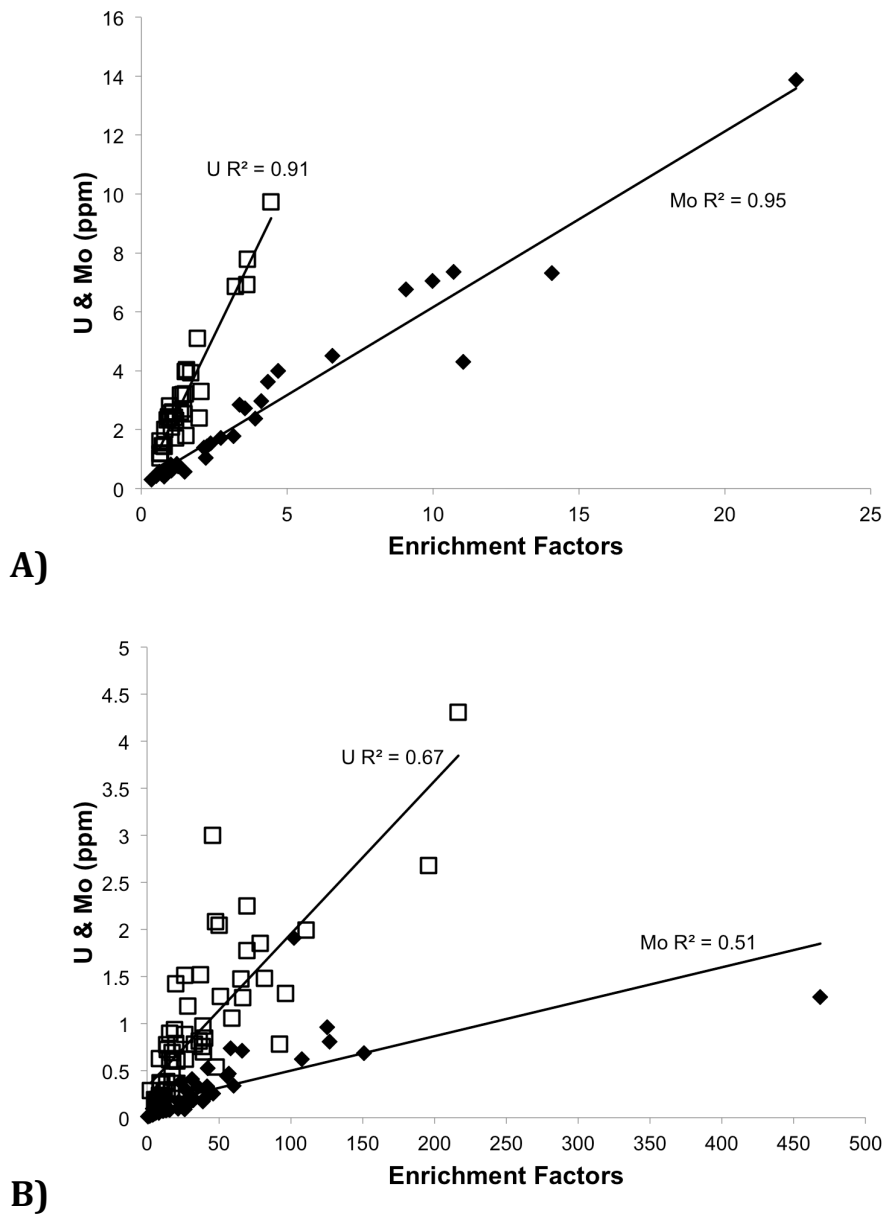 16
14
12
10
8
6
4
2
0
U & Mo (ppm)
U R² = 0.91
Mo R² = 0.95
0 5 10 15 20 25
Enrichment Factors
A)
5
4.5
4
3.5
3
2.5
2
1.5
1
0.5
0
U & Mo (ppm)
U R² = 0.67
Mo R² = 0.51
0 50 100 150 200 250 300 350 400 450 500
Enrichment Factors
B)